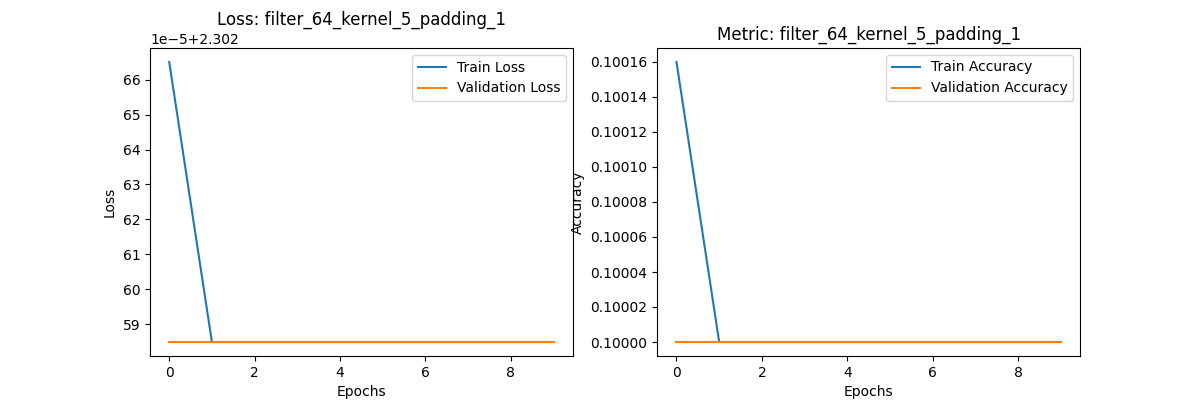 Loss: filter_64_kernel_5_padding_1
1e−5+2.302
66
65
64
63
62
61
60
59
Loss
Train Loss
Validation Loss
0 2 4 6 8
Epochs
Metric: filter_64_kernel_5_padding_1
0.10016
0.10014
0.10012
0.10010
0.10008
0.10006
0.10004
0.10002
0.10000
Accuracy
Train Accuracy
Validation Accuracy
0 2 4 6 8
Epochs